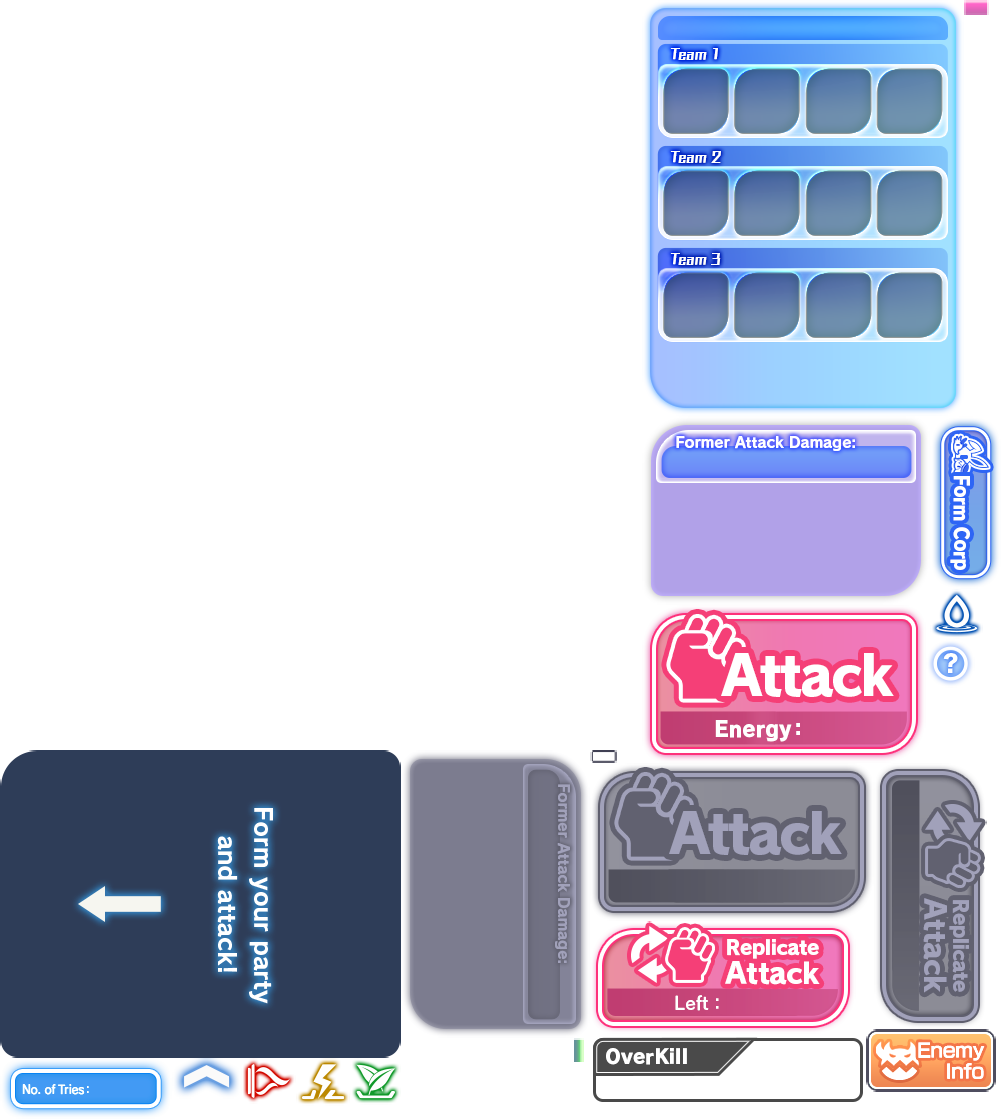 Team 1
Team 2
Team 3
Former Attack Damage:
Form Corp
?
Attack
Energy:
Form your party
and attack!
Former Attack Damage:
Attack
Replicate
Attack
Replicate
Attack
Left :
OverKill
Enemy
Info
No. of Tries: